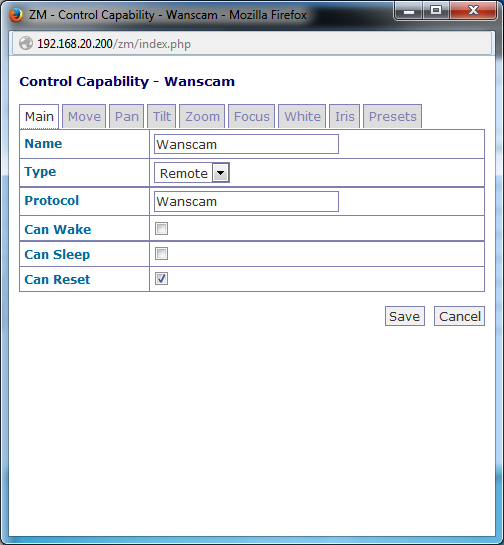 ZM - Control Capability - Wanscam - Mozilla Firefox
192.168.20.200/zm/index.php
Control Capability - Wanscam
Main Move Pan Tilt Zoom Focus White Iris Presets
Name Wanscam
Type Remote
Protocol Wanscam
Can Wake
Can Sleep
Can Reset
Save Cancel